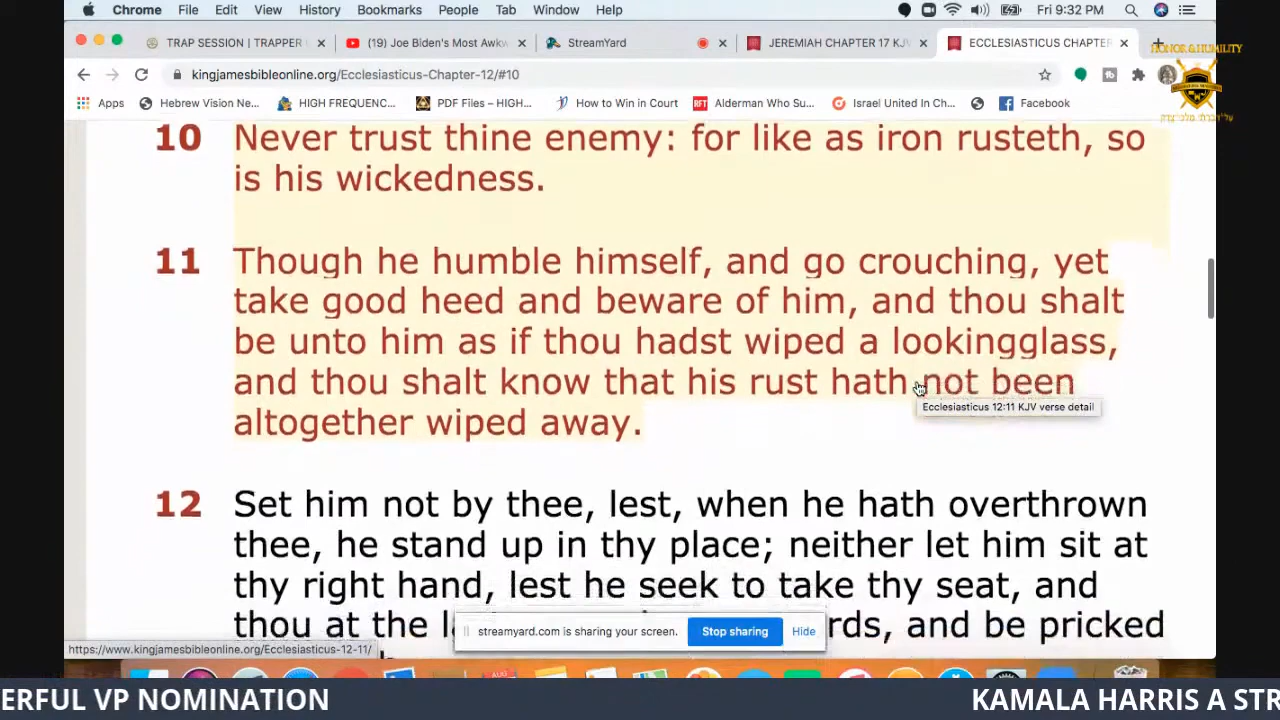 Chrome File Edit View History Bookmarks People Tab Window Help Fri 9:32 PM
TRAP SESSION | TRAPPER (19) Joe Biden's Most Awkw StreamYard JEREMIAH CHAPTER 17 KJV ECCLESIASTICUS CHAPTER
HONOR & HUMILITY
kingjamesbibleonline.org/Ecclesiasticus-Chapter-12/#10
Apps Hebrew Vision Ne... HIGH FREQUENC... PDF Files – HIGH... How to Win in Court RFT Alderman Who Su... Israel United In Ch... Facebook
10 Never trust thine enemy: for like as iron rusteth, so
is his wickedness.
11 Though he humble himself, and go crouching, yet
take good heed and beware of him, and thou shalt
be unto him as if thou hadst wiped a lookingglass,
and thou shalt know that his rust hath not been
Ecclesiasticus 12:11 KJV verse detail
altogether wiped away.
12 Set him not by thee, lest, when he hath overthrown
thee, he stand up in thy place; neither let him sit at
thy right hand, lest he seek to take thy seat, and
thou at the rds, and be pricked
streamyard.com is sharing your screen. Stop sharing Hide
https://www.kingjamesbibleonline.org/Ecclesiasticus-12-11/
ERFUL VP NOMINATION KAMALA HARRIS A STR